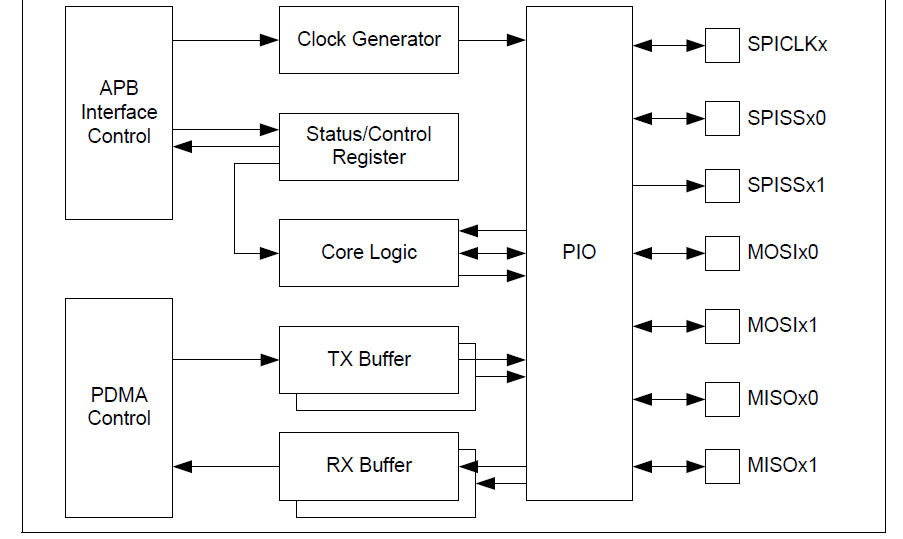 APB
Interface
Control
Clock Generator
Status/Control
Register
Core Logic
PDMA
Control
TX Buffer
RX Buffer
PIO
SPICLKx
SPISSx0
SPISSx1
MOSIx0
MOSIx1
MISOx0
MISOx1